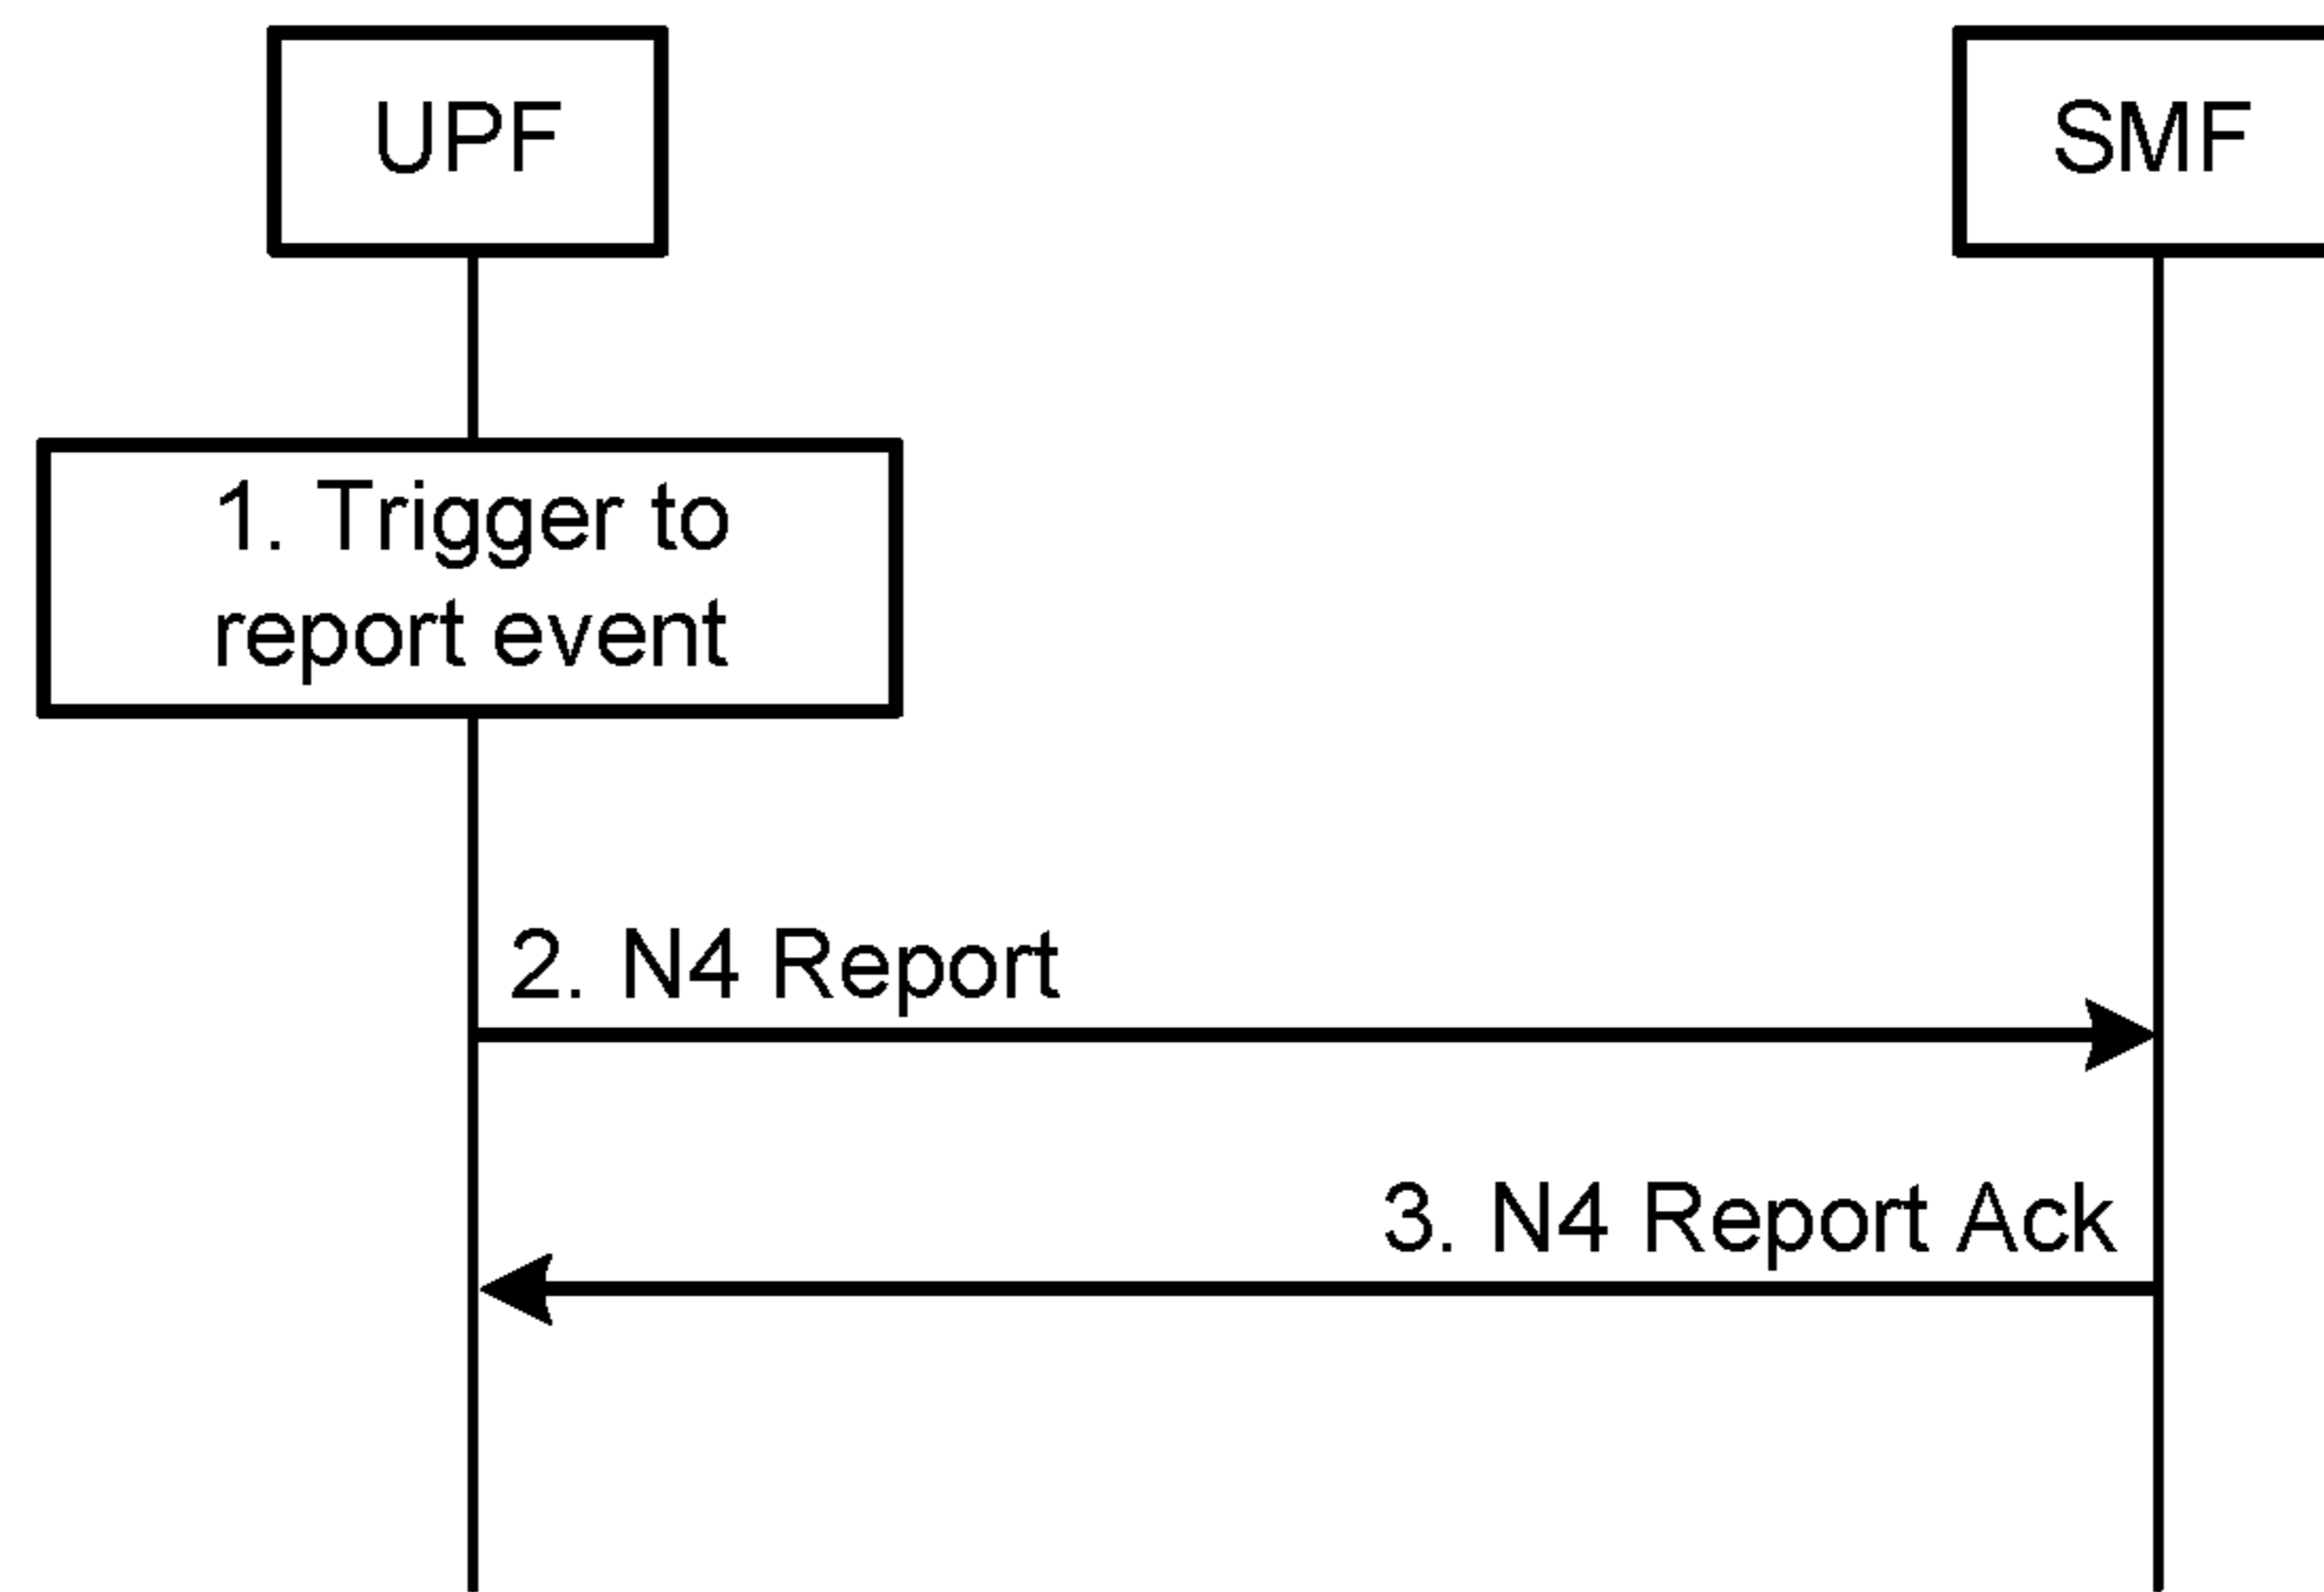 UPF
SMF
1. Trigger to
report event
2. N4 Report
3. N4 Report Ack